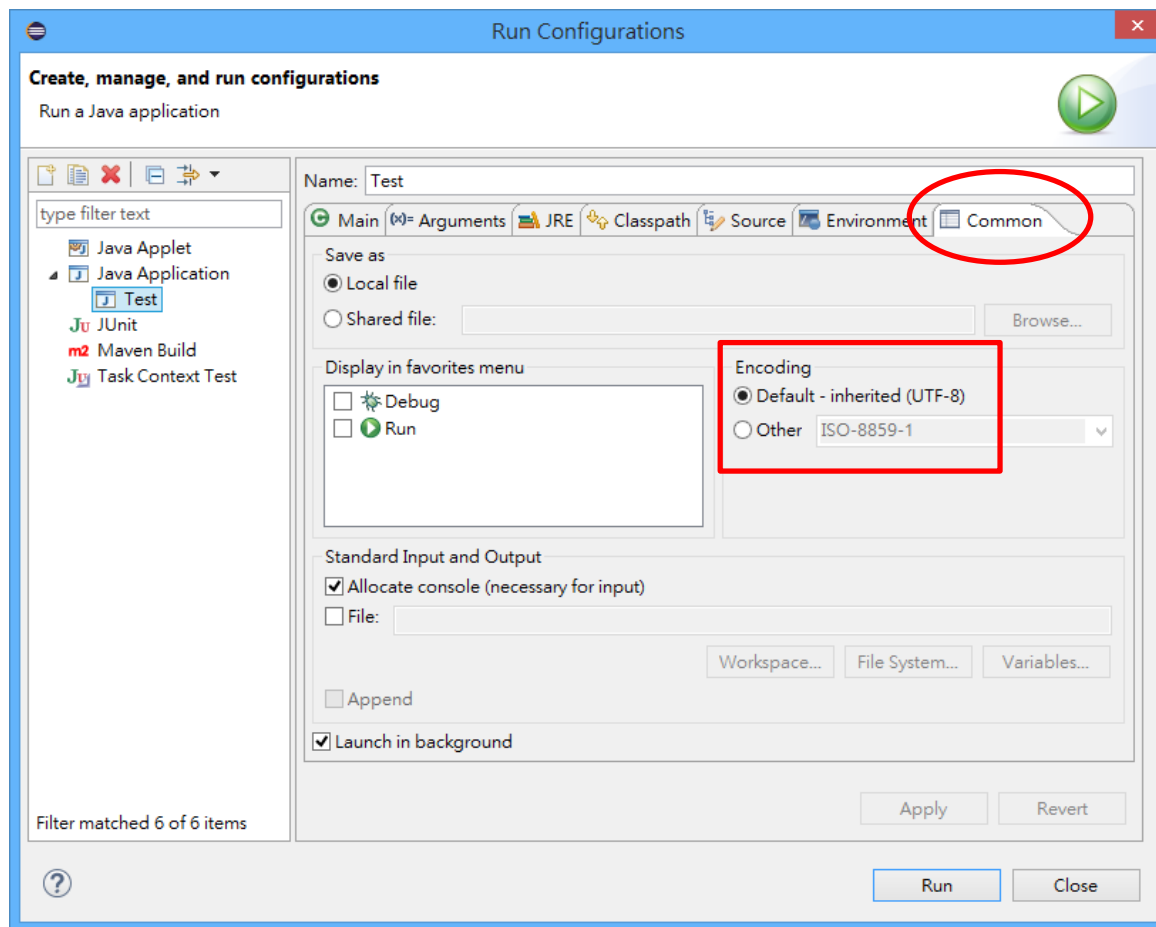 Run Configurations
Create, manage, and run configurations
Run a Java application
type filter text
Java Applet
Java Application
Test
JUnit
Maven Build
Task Context Test
Filter matched 6 of 6 items
Name: Test
Main Arguments JRE Classpath Source Environment Common
Save as
Local file
Shared file: Browse...
Display in favorites menu
Debug
Run
Encoding
Default - inherited (UTF-8)
Other ISO-8859-1
Standard Input and Output
Allocate console (necessary for input)
File:
Workspace... File System... Variables...
Append
Launch in background
Apply Revert
Run Close